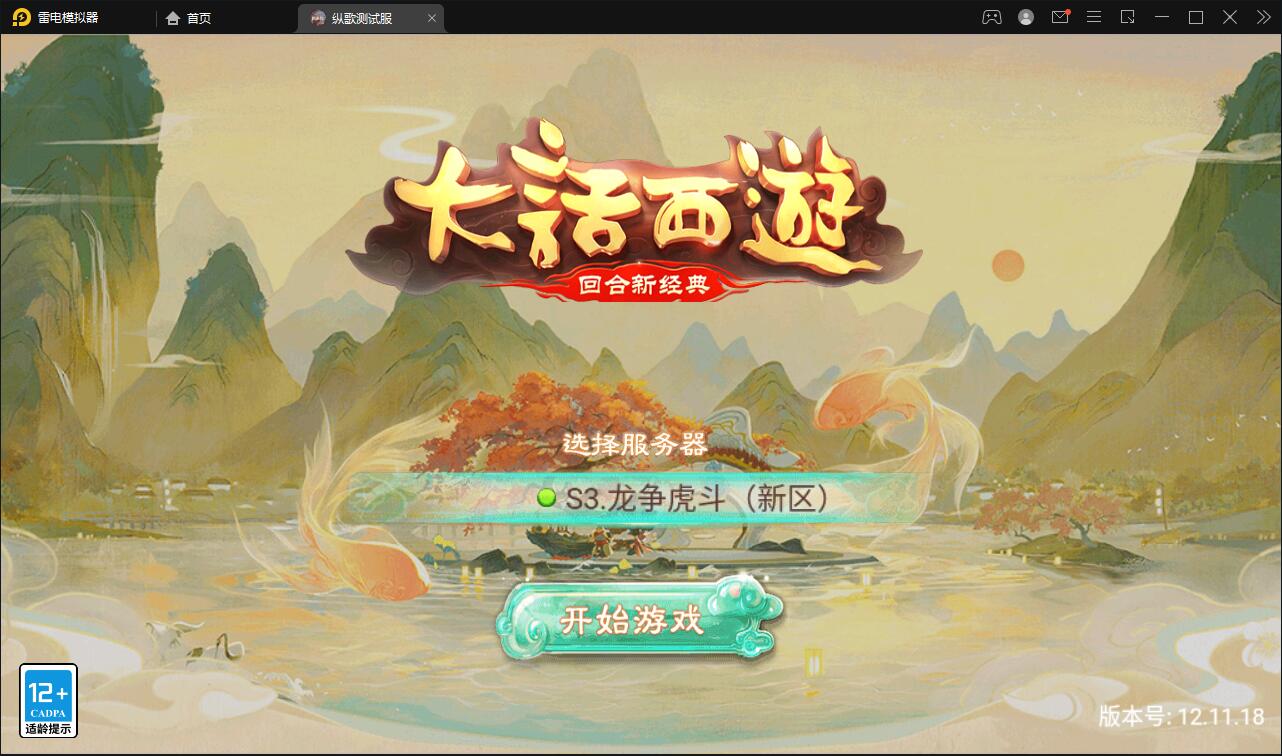 雷电模拟器
首页
纵歌测试服
大话西遊
回合新经典
选择服务器
S3.龙争虎斗（新区）
开始游戏
12+
CADPA
适龄提示
版本号: 12.11.18